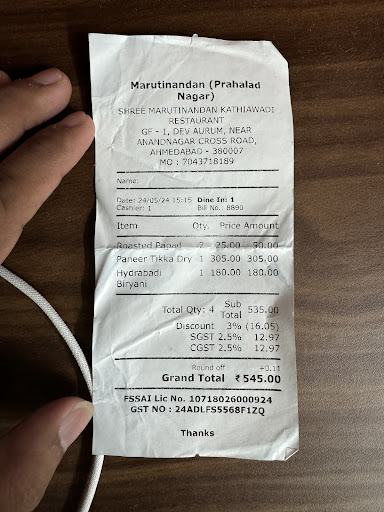 Marutinandan (Prahalad
Nagar)
SHREE MARUTINANDAN KATHIAWADI
RESTAURANT
GF - 1, DEV AURUM, NEAR
ANANDNAGAR CROSS ROAD,
AHMEDABAD - 380007
MO : 7043718189
Name:
Date: 24/05/24 15:15 Dine In: 1
Cashier: 1 Bill No.: 8890
Item Qty. Price Amount
Roasted Papad 2 25.00 50.00
Paneer Tikka Dry 1 305.00 305.00
Hydrabadi 1 180.00 180.00
Biryani
Total Qty: 4 Sub Total 535.00
Discount 3% (16.05)
SGST 2.5% 12.97
CGST 2.5% 12.97
Round off +0.11
Grand Total ₹ 545.00
FSSAI Lic No. 10718026000924
GST NO : 24ADLFS5568F1ZQ
Thanks